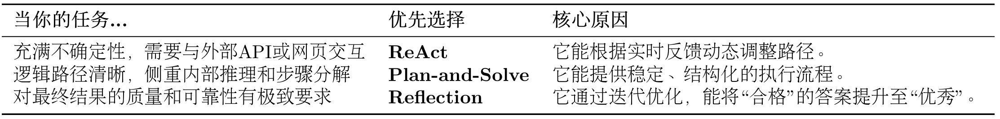 当你的任务... 优先选择 核心原因
充满不确定性，需要与外部API或网页交互 ReAct 它能根据实时反馈动态调整路径。
逻辑路径清晰，侧重内部推理和步骤分解 Plan-and-Solve 它能提供稳定、结构化的执行流程。
对最终结果的质量和可靠性有极致要求 Reflection 它通过迭代优化，能将“合格”的答案提升至“优秀”。